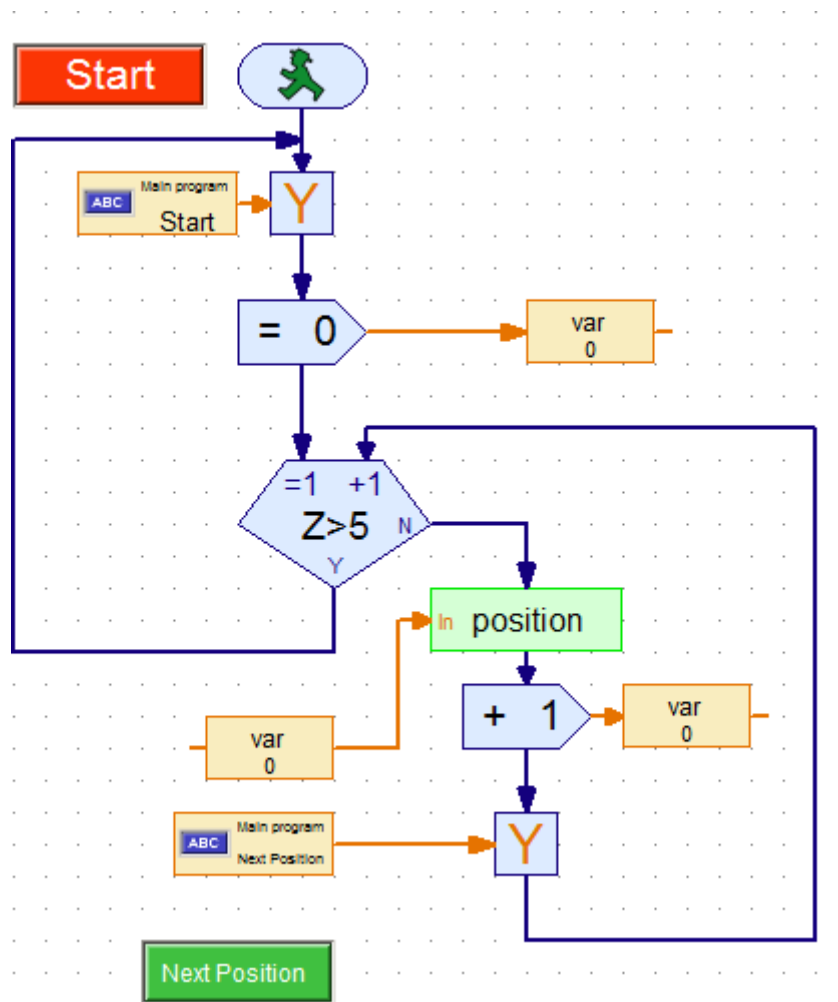 Start
Main program
ABC
Start
Y
= 0
var
0
=1 +1
Z>5
N
Y
In position
+ 1
var
0
var
0
Main program
ABC
Next Position
Y
Next Position